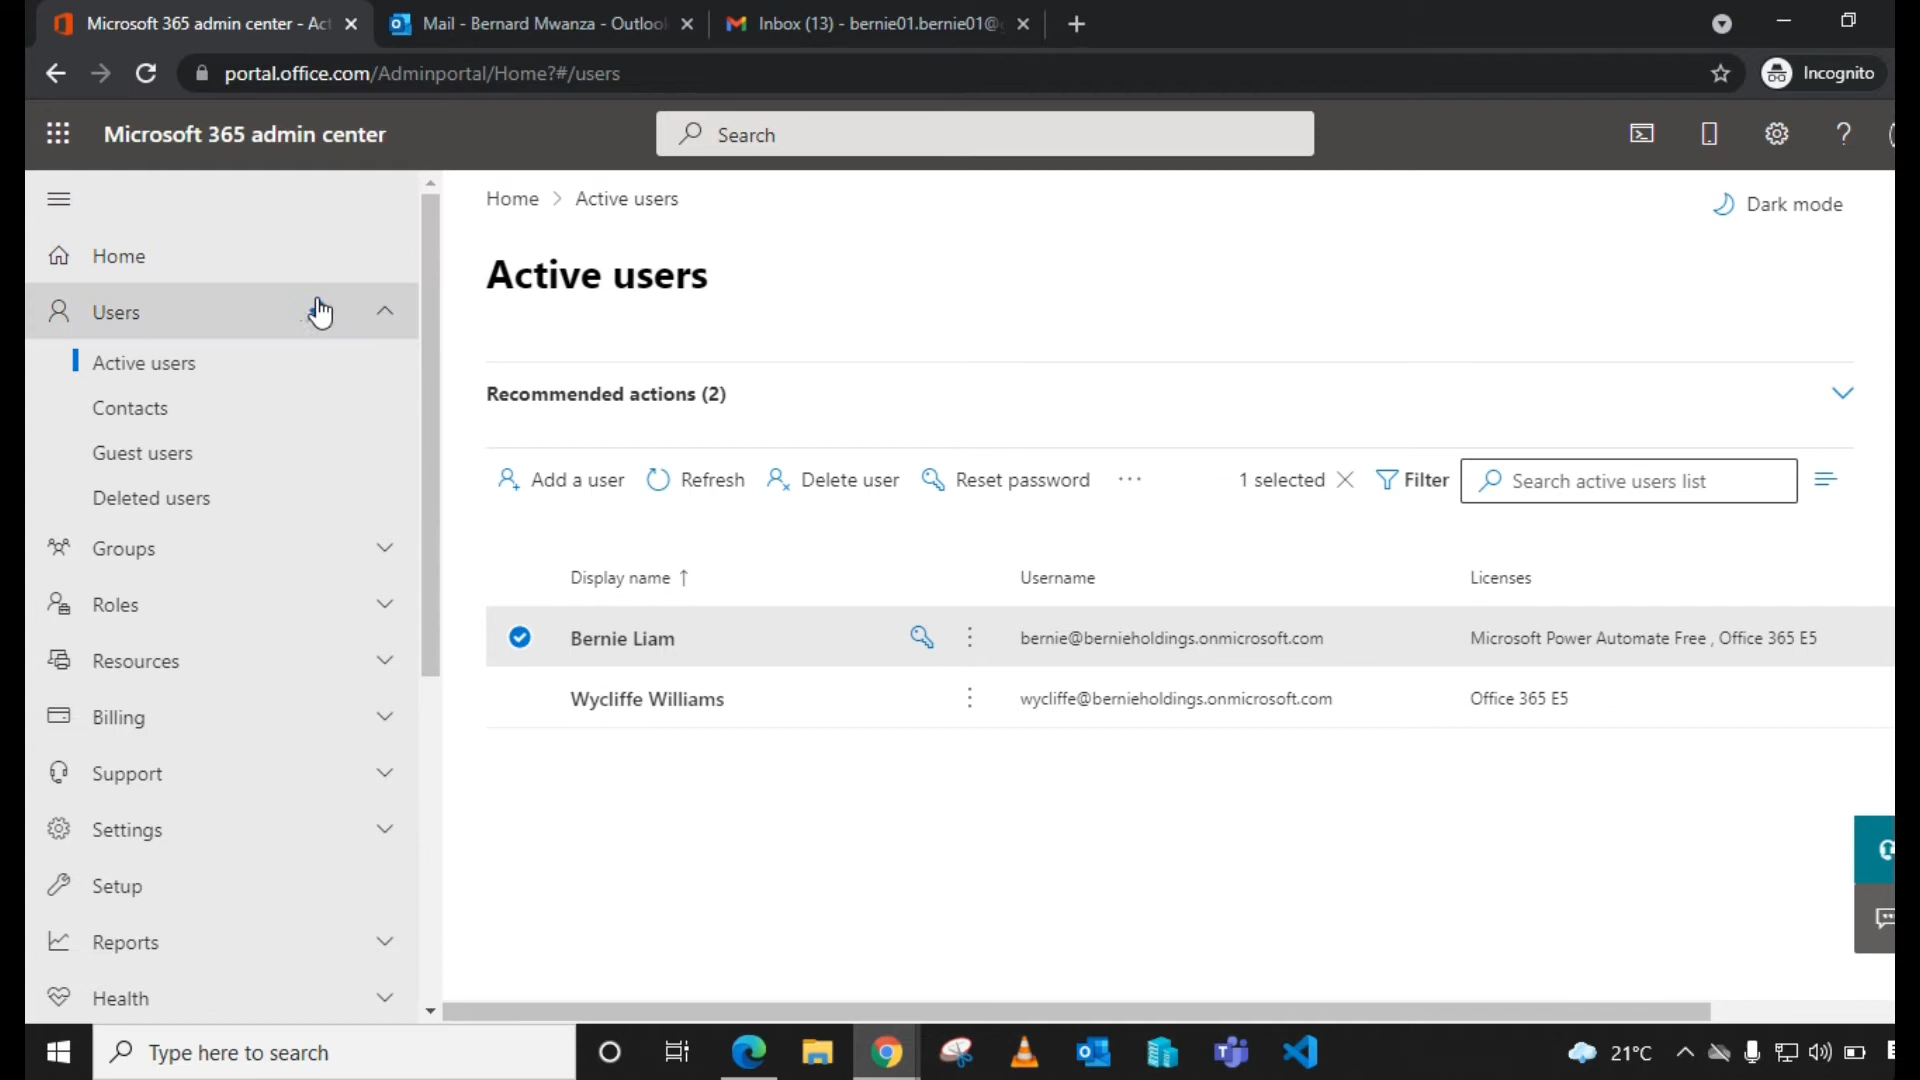 Microsoft 365 admin center - Act
Mail - Bernard Mwanza - Outlook
Inbox (13) - bernie01.bernie01@
portal.office.com/Adminportal/Home?#/users
Incognito
Microsoft 365 admin center
Search
Home
Users
Active users
Contacts
Guest users
Deleted users
Groups
Roles
Resources
Billing
Support
Settings
Setup
Reports
Health
Home > Active users
Dark mode
Active users
Recommended actions (2)
Add a user Refresh Delete user Reset password ... 1 selected Filter Search active users list
Display name ↑ Username Licenses
Bernie Liam bernie@bernieholdings.onmicrosoft.com Microsoft Power Automate Free , Office 365 E5
Wycliffe Williams wycliffe@bernieholdings.onmicrosoft.com Office 365 E5
Type here to search
21°C